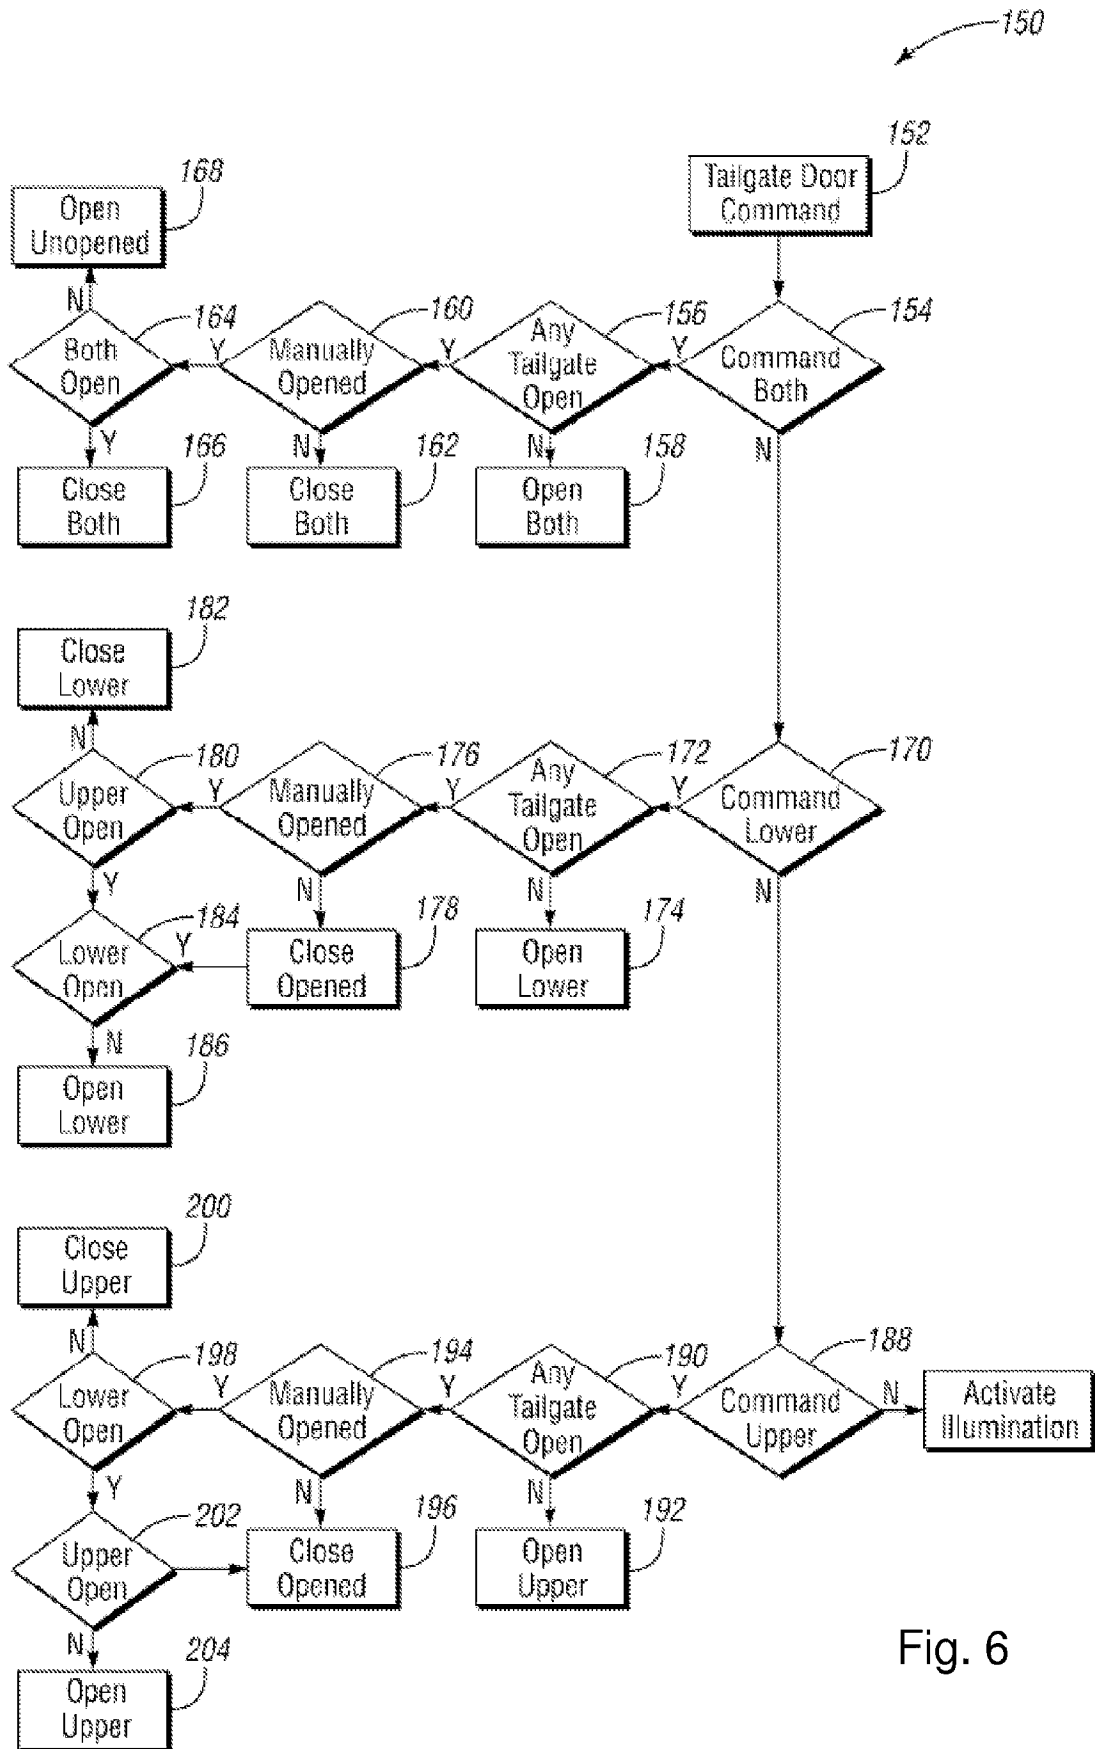 150
152
Tailgate Door
Command
168
Open
Unopened
N
164
Both
Open
Y
160
Manually
Opened
Y
156
Any
Tailgate
Open
Y
154
Command
Both
Y
N
166
Close
Both
N
162
Close
Both
N
158
Open
Both
N
182
Close
Lower
N
180
Upper
Open
Y
176
Manually
Opened
Y
172
Any
Tailgate
Open
Y
170
Command
Lower
Y
N
N
N
184
Lower
Open
Y
178
Close
Opened
174
Open
Lower
N
186
Open
Lower
200
Close
Upper
N
198
Lower
Open
Y
194
Manually
Opened
Y
190
Any
Tailgate
Open
Y
188
Command
Upper
N
Activate
Illumination
Y
N
N
202
Upper
Open
196
Close
Opened
192
Open
Upper
N
204
Open
Upper
Fig. 6